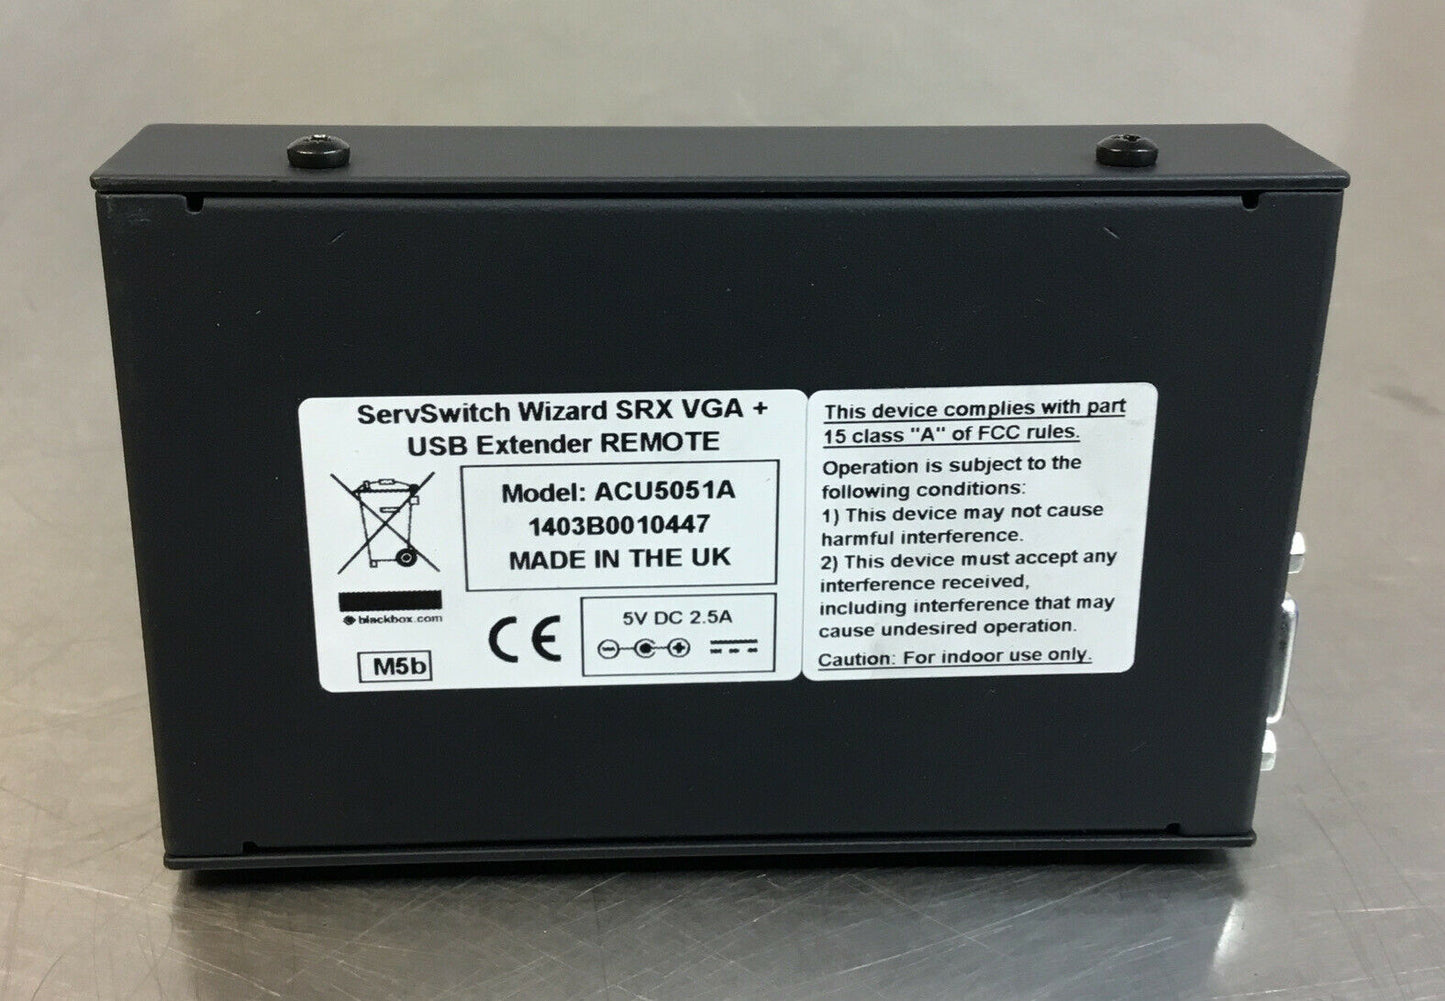 ServSwitch Wizard SRX VGA +
USB Extender REMOTE
Model: ACU5051A
1403B0010447
MADE IN THE UK
blackbox.com
M5b
CE
5V DC 2.5A
This device complies with part
15 class "A" of FCC rules.
Operation is subject to the
following conditions:
1) This device may not cause
harmful interference.
2) This device must accept any
interference received,
including interference that may
cause undesired operation.
Caution: For indoor use only.